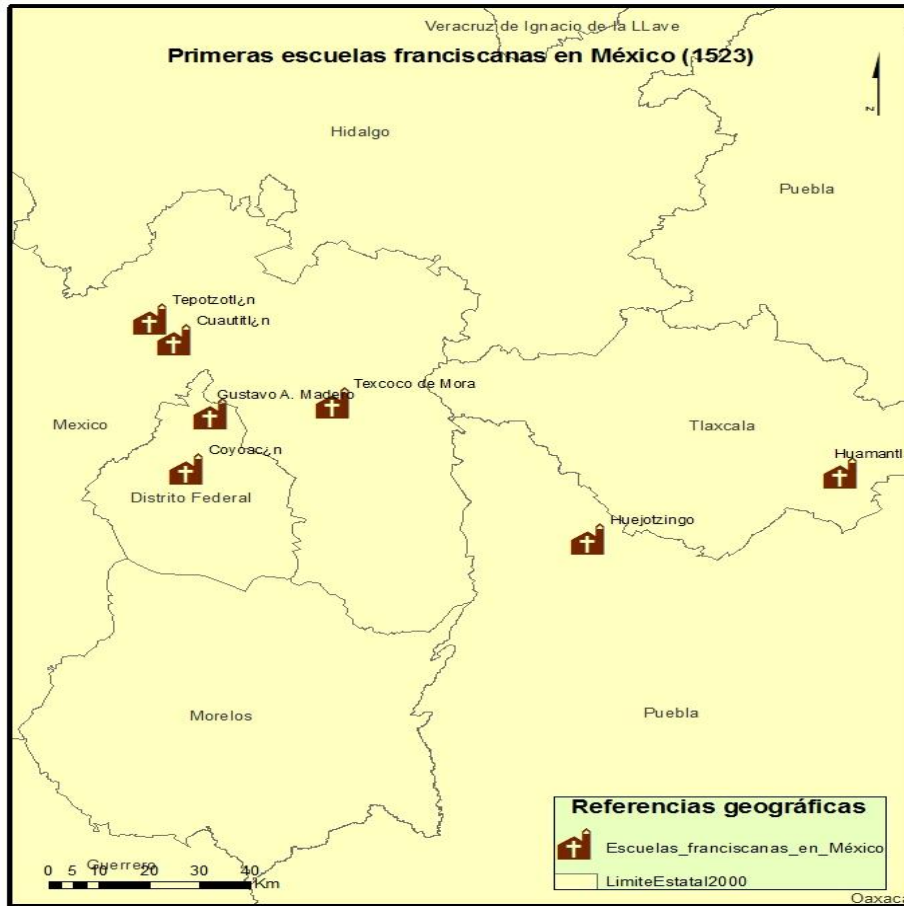 Veracruz de Ignacio de la LLave
Primeras escuelas franciscanas en México (1523)
N
Hidalgo
Puebla
Tepotzotl¿n
Cuautitl¿n
Gustavo A. Madero
Texcoco de Mora
Mexico
Tlaxcala
Coyoac¿n
Huamantl
Distrito Federal
Huejotzingo
Morelos
Puebla
Referencias geográficas
Escuelas_franciscanas_en_México
LimiteEstatal2000
Guerrero
0 5 10 20 30 40
Km
Oaxaca